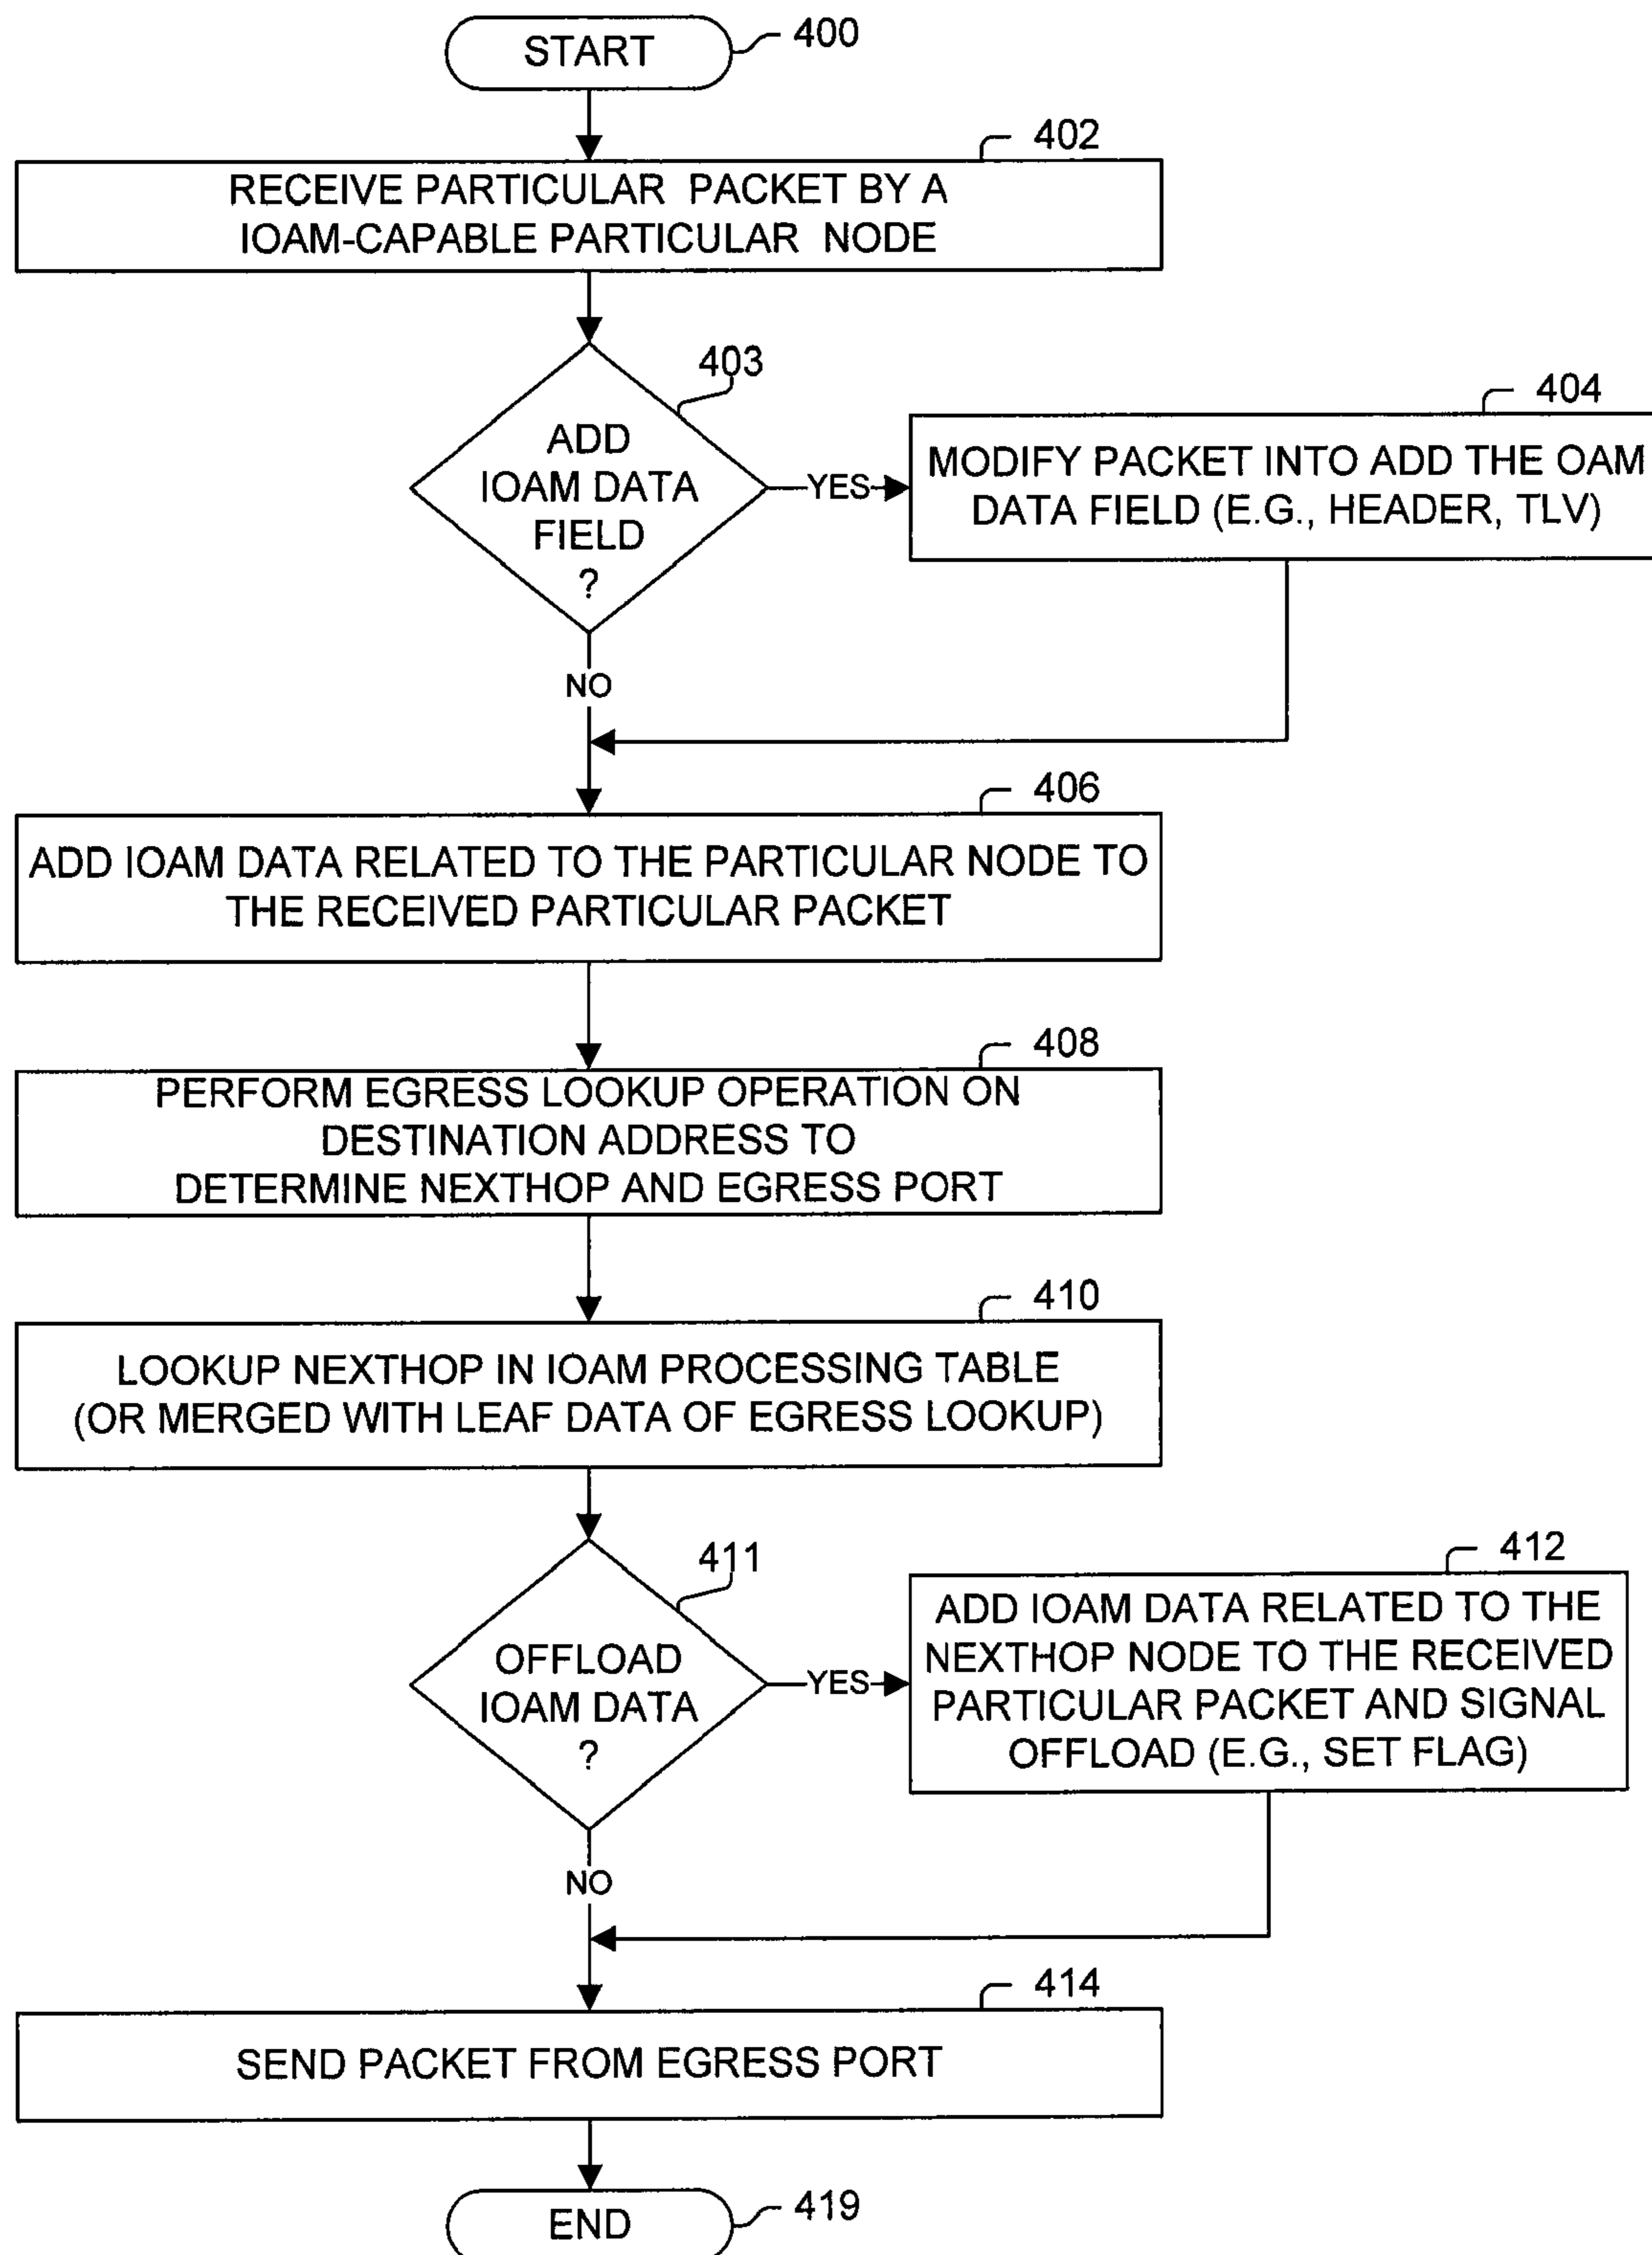 START
400
402
RECEIVE PARTICULAR PACKET BY A
IOAM-CAPABLE PARTICULAR NODE
403
ADD
IOAM DATA
FIELD
?
YES
404
MODIFY PACKET INTO ADD THE OAM
DATA FIELD (E.G., HEADER, TLV)
NO
406
ADD IOAM DATA RELATED TO THE PARTICULAR NODE TO
THE RECEIVED PARTICULAR PACKET
408
PERFORM EGRESS LOOKUP OPERATION ON
DESTINATION ADDRESS TO
DETERMINE NEXTHOP AND EGRESS PORT
410
LOOKUP NEXTHOP IN IOAM PROCESSING TABLE
(OR MERGED WITH LEAF DATA OF EGRESS LOOKUP)
411
OFFLOAD
IOAM DATA
?
YES
412
ADD IOAM DATA RELATED TO THE
NEXTHOP NODE TO THE RECEIVED
PARTICULAR PACKET AND SIGNAL
OFFLOAD (E.G., SET FLAG)
NO
414
SEND PACKET FROM EGRESS PORT
END
419